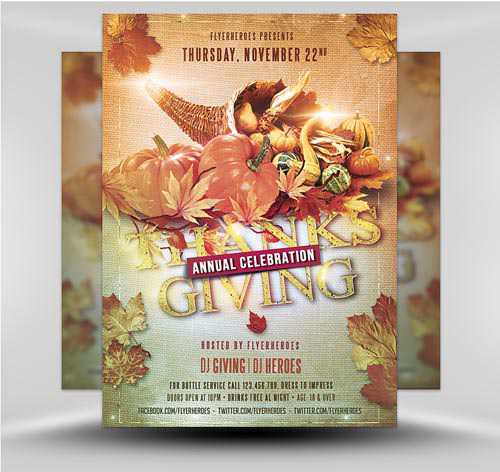 FLYERHEROES PRESENTS
THURSDAY, NOVEMBER 22ND
THANKS
ANNUAL CELEBRATION
GIVING
HOSTED BY FLYERHEROES
DJ GIVING | DJ HEROES
FOR BOTTLE SERVICE CALL 123.456.789. DRESS TO IMPRESS
DOORS OPEN AT 10PM • DRINKS FREE AL NIGHT • AGE 18 & OVER
FACEBOOK.COM/FLYERHEROES - TWITTER.COM/FLYERHEROES - TWITTER.COM/FLYERHEROES